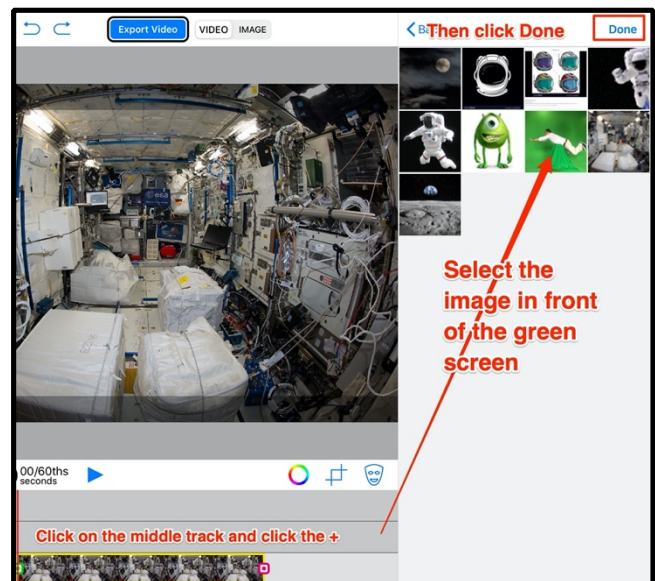 Export Video VIDEO IMAGE
Then click Done
Done
esa
Select the
image in front
of the green
screen
00/60ths
seconds
Click on the middle track and click the +